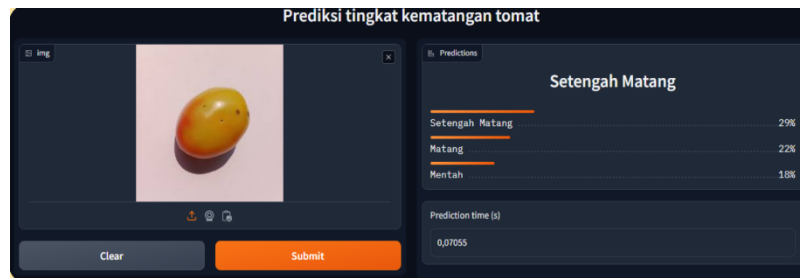 Prediksi tingkat kematangan tomat
img
Predictions
Setengah Matang
Setengah Matang 29%
Matang 22%
Mentah 18%
Prediction time (s)
0,07055
Clear
Submit